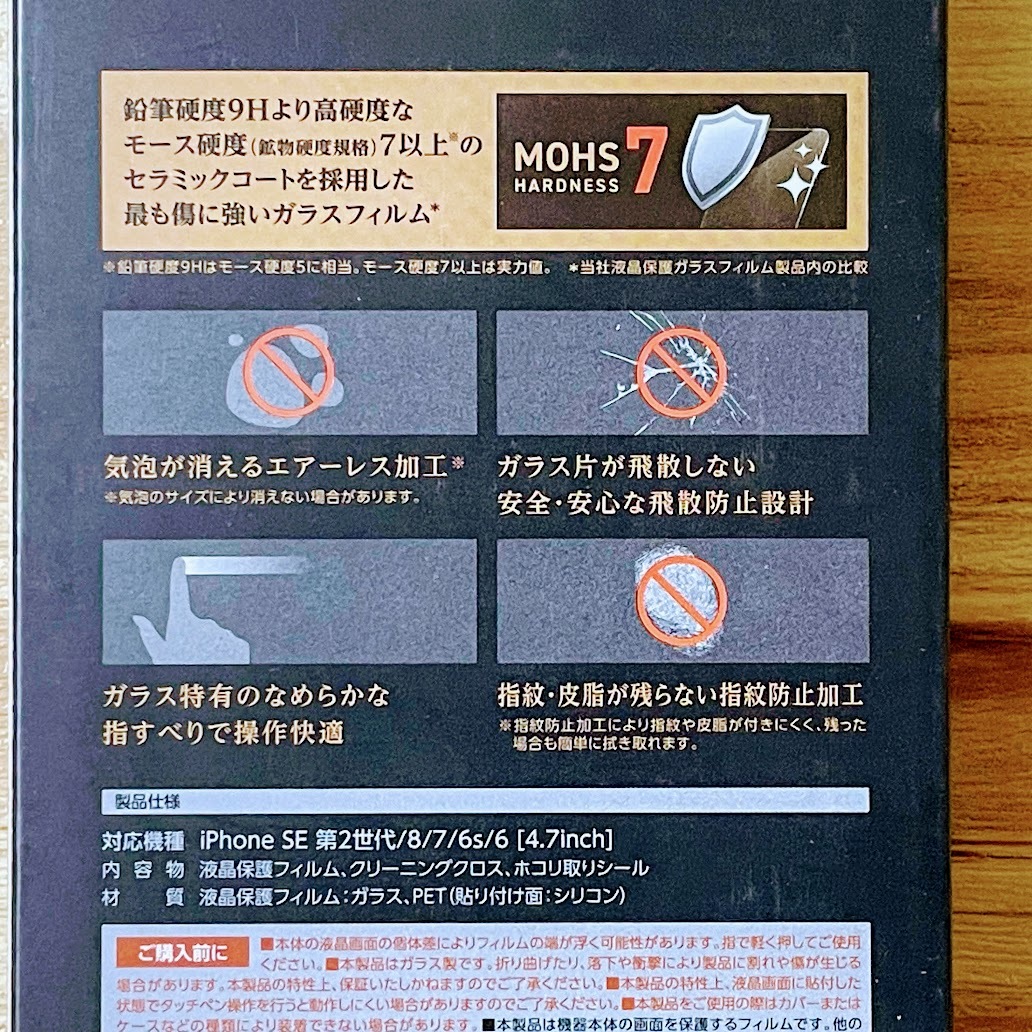 鉛筆硬度9Hより高硬度な
モース硬度(鉱物硬度規格)7以上※の
セラミックコートを採用した
最も傷に強いガラスフィルム*
MOHS 7
HARDNESS
※鉛筆硬度9Hはモース硬度5に相当。モース硬度7以上は実力値。 *当社液晶保護ガラスフィルム製品内の比較
気泡が消えるエアーレス加工※
※気泡のサイズにより消えない場合があります。
ガラス片が飛散しない
安全・安心な飛散防止設計
ガラス特有のなめらかな
指すべりで操作快適
指紋・皮脂が残らない指紋防止加工
※指紋防止加工により指紋や皮脂が付きにくく、残った
場合も簡単に拭き取れます。
製品仕様
対応機種 iPhone SE 第2世代/8/7/6s/6 [4.7inch]
内容物 液晶保護フィルム、クリーニングクロス、ホコリ取りシール
材質 液晶保護フィルム:ガラス、PET(貼り付け面:シリコン)
ご購入前に
■本体の液晶画面の個体差によりフィルムの端が浮く可能性があります。指で軽く押してご使用
ください。■本製品はガラス製です。折り曲げたり、落下や衝撃により製品に割れや傷が生じる
場合があります。本製品の特性上、保証いたしかねますのでご了承ください。■本製品の特性上、液晶画面に貼付した
状態でタッチペン操作を行うと動作しにくい場合がありますのでご了承ください。■本製品をご使用の際はカバーまたは
ケースなどの種類により装着できない場合があります。■本製品は機器本体の画面を保護するフィルムです。他の